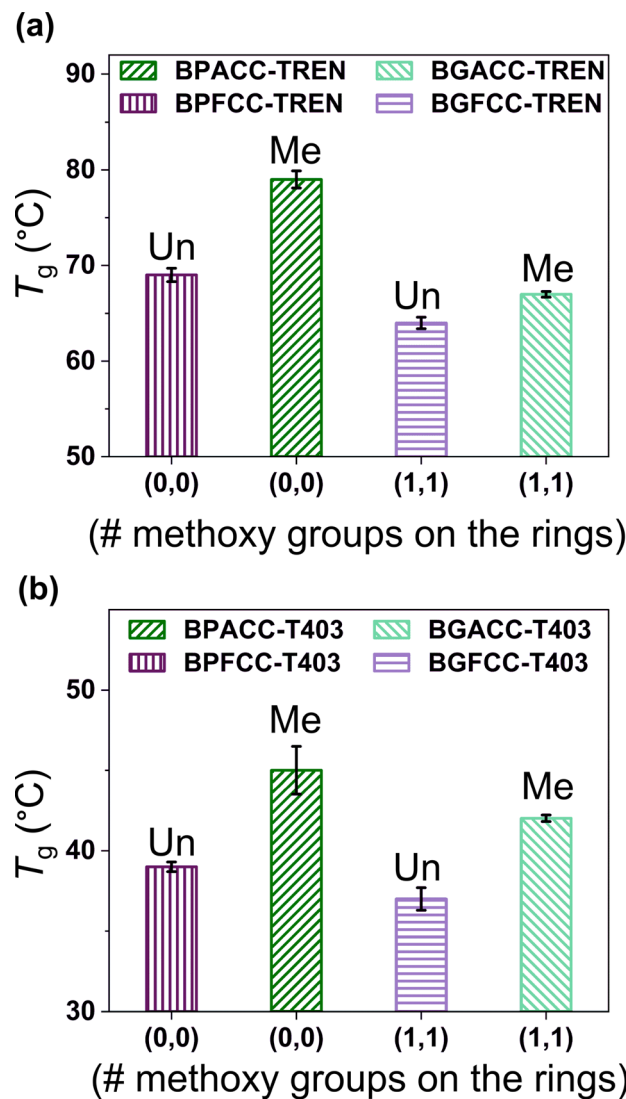 (a)
BPACC-TREN BGACC-TREN
BPFCC-TREN BGFCC-TREN
90
80
70
60
50
Tg (°C)
Un
Me
Un
Me
(0,0) (0,0) (1,1) (1,1)
(# methoxy groups on the rings)
(b)
BPACC-T403 BGACC-T403
BPFCC-T403 BGFCC-T403
50
40
30
Tg (°C)
Un
Me
Un
Me
(0,0) (0,0) (1,1) (1,1)
(# methoxy groups on the rings)